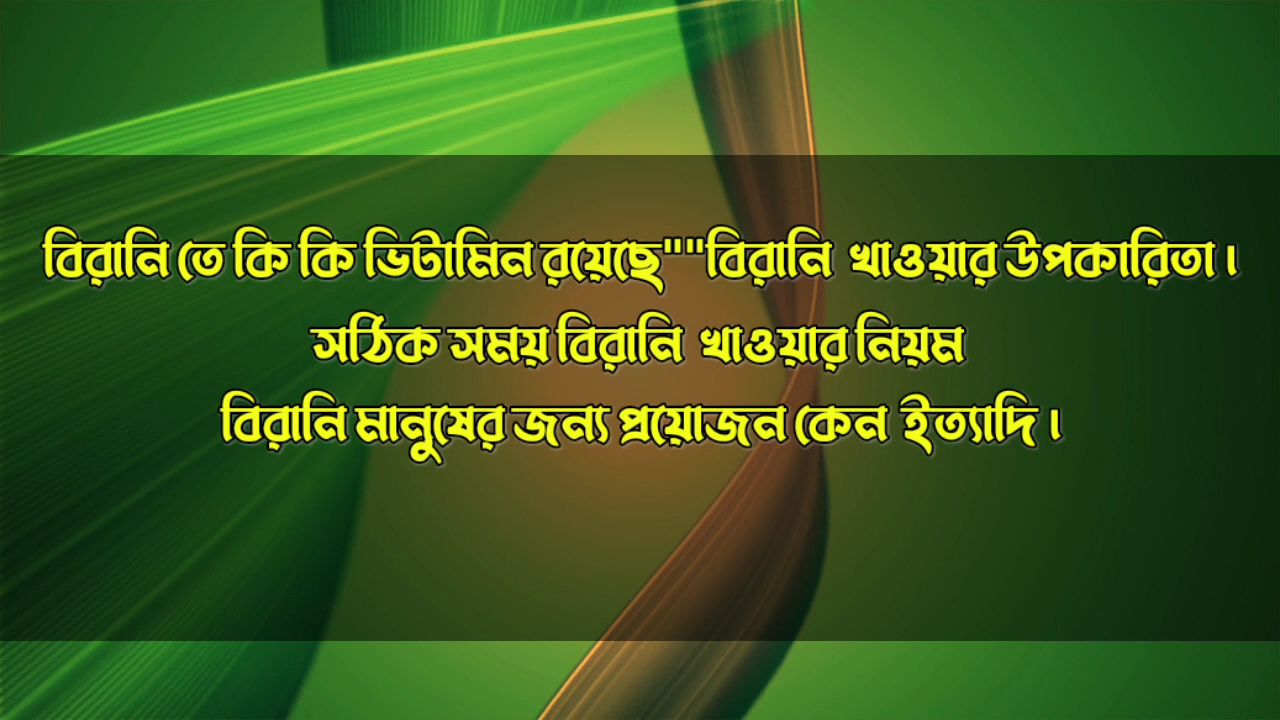 বিরানি তে কি কি ভিটামিন রয়েছে""বিরানি খাওয়ার উপকারিতা।
সঠিক সময় বিরানি খাওয়ার নিয়ম
বিরানি মানুষের জন্য প্রয়োজন কেন ইত্যাদি।